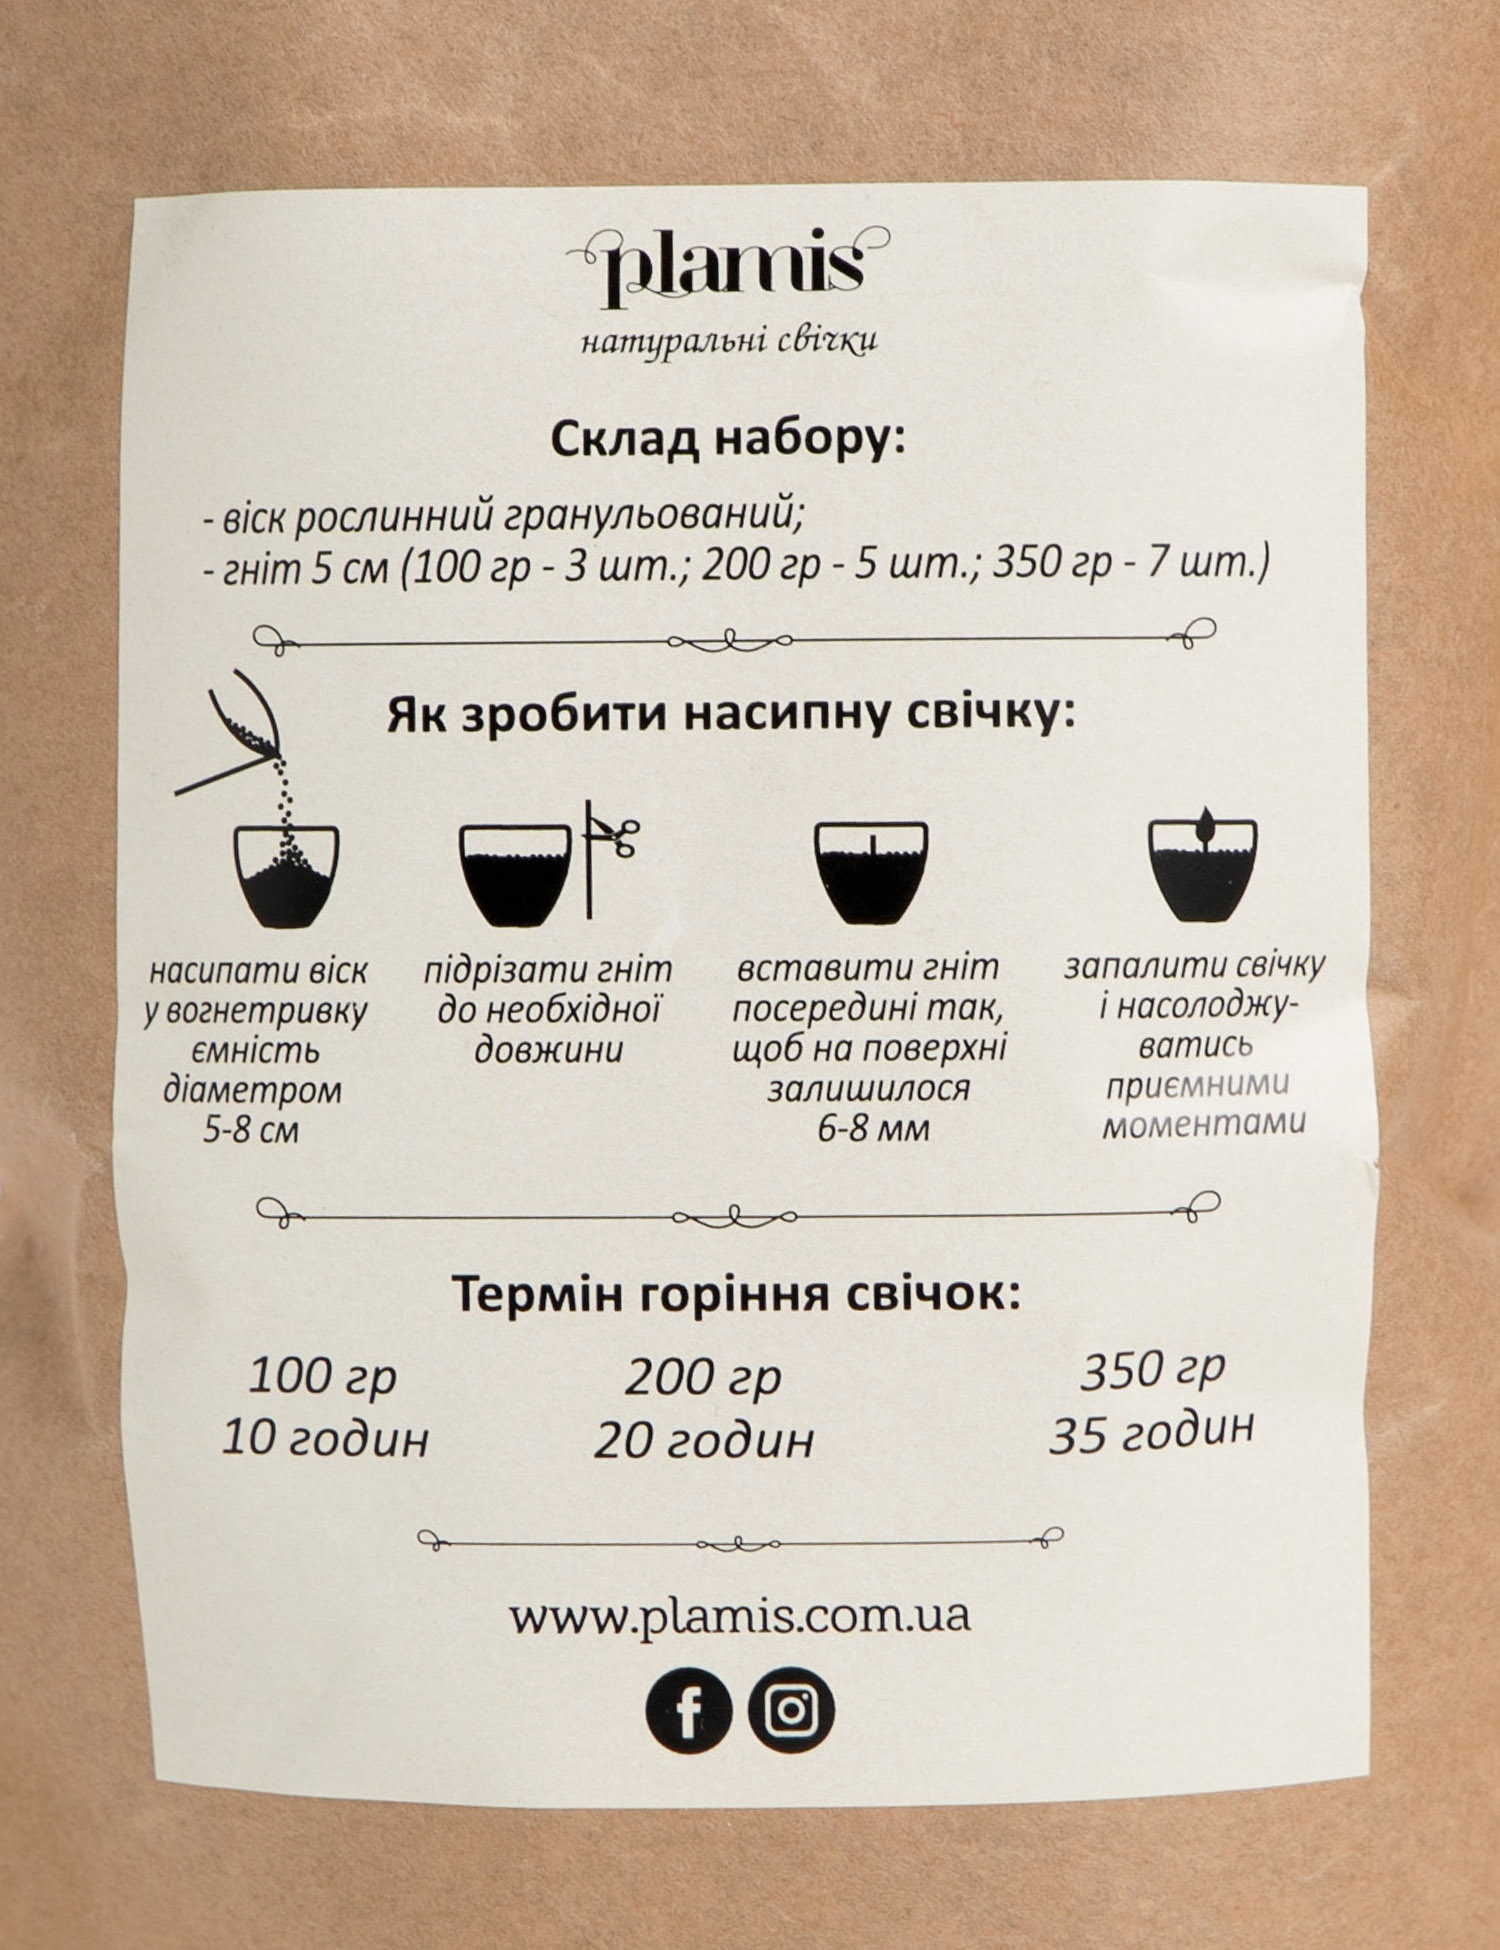 plamis
натуральні свічки
Склад набору:
- віск рослинний гранульований;
- гніт 5 см (100 гр - 3 шт.; 200 гр - 5 шт.; 350 гр - 7 шт.)
Як зробити насипну свічку:
насипати віск
у вогнетривку
ємність
діаметром
5-8 см
підрізати гніт
до необхідної
довжини
вставити гніт
посередині так,
щоб на поверхні
залишилося
6-8 мм
запалити свічку
і насолоджу-
ватись
приємними
моментами
Термін горіння свічок:
100 гр
10 годин
200 гр
20 годин
350 гр
35 годин
www.plamis.com.ua